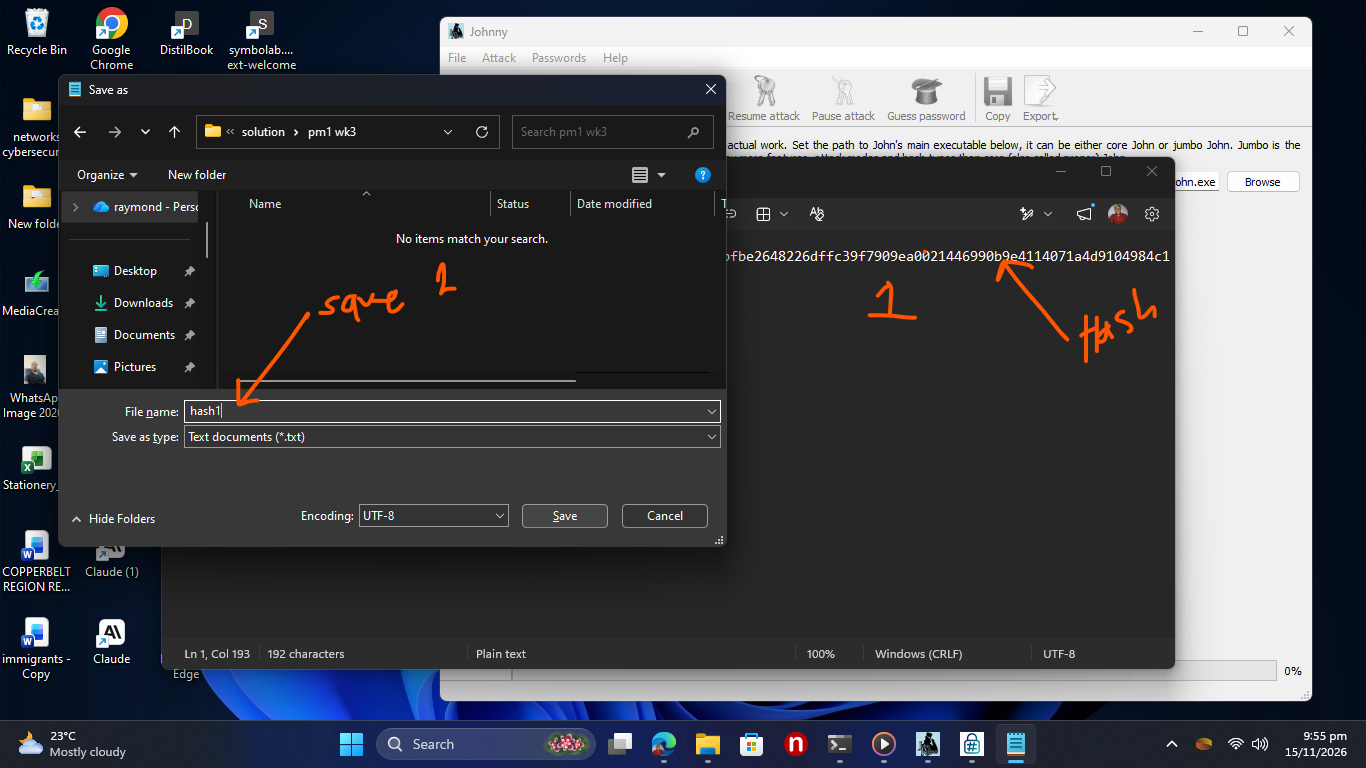 Recycle Bin
Google
Chrome
DistilBook
symbolab....
ext-welcome
networks
cybersecur
New folde
MediaCrea
WhatsAp
Image 202
Stationery_
COPPERBELT
REGION RE...
Claude (1)
immigrants -
Copy
Claude
Edge
Johnny
File Attack Passwords Help
Resume attack Pause attack Guess password Copy Export
actual work. Set the path to John's main executable below, it can be either core John or jumbo John. Jumbo is the
ohn.exe Browse
Save as
solution › pm1 wk3
Search pm1 wk3
Organize New folder
raymond - Perso
Name Status Date modified
No items match your search.
Desktop
Downloads
Documents
Pictures
save 1
File name: hash1
Save as type: Text documents (*.txt)
Hide Folders Encoding: UTF-8 Save Cancel
bfbe2648226dffc39f7909ea0021446990b9e4114071a4d9104984c1
1
Hash
Ln 1, Col 193 192 characters Plain text 100% Windows (CRLF) UTF-8
0%
23°C
Mostly cloudy
Search
9:55 pm
15/11/2026